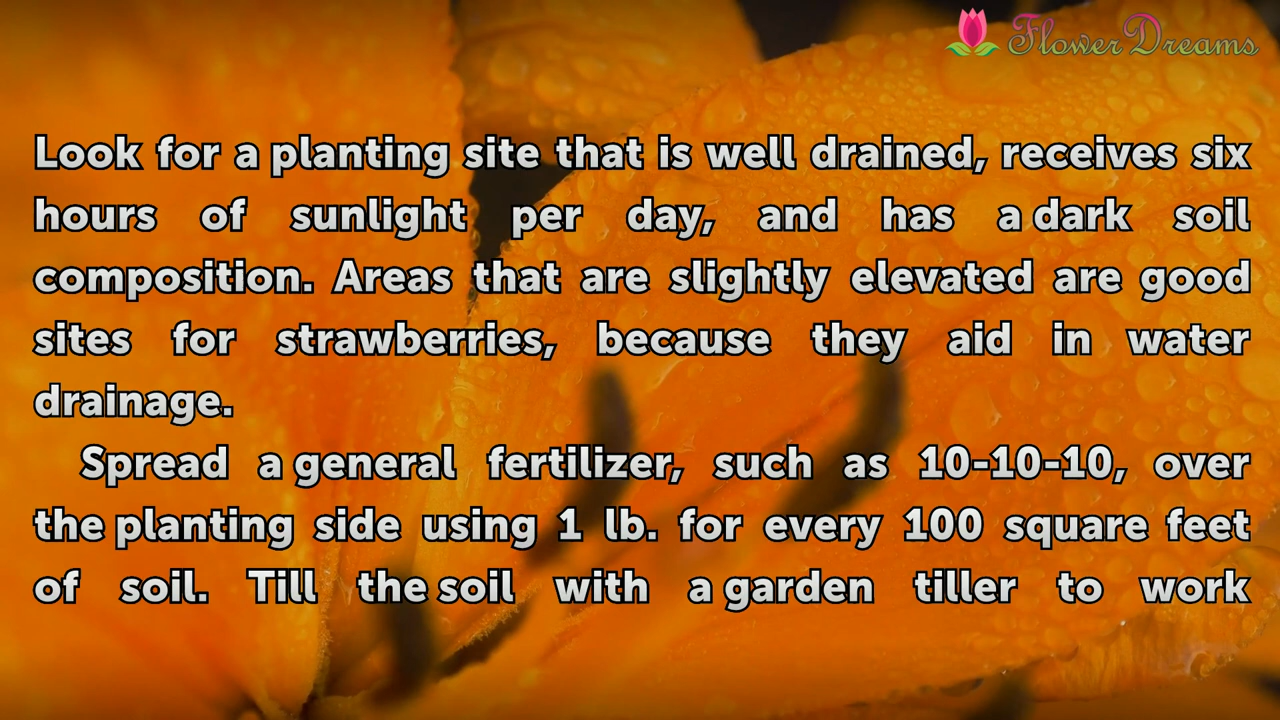 FlowerDreams
Look for a planting site that is well drained, receives six
hours of sunlight per day, and has a dark soil
composition. Areas that are slightly elevated are good
sites for strawberries, because they aid in water
drainage.
Spread a general fertilizer, such as 10-10-10, over
the planting side using 1 lb. for every 100 square feet
of soil. Till the soil with a garden tiller to work